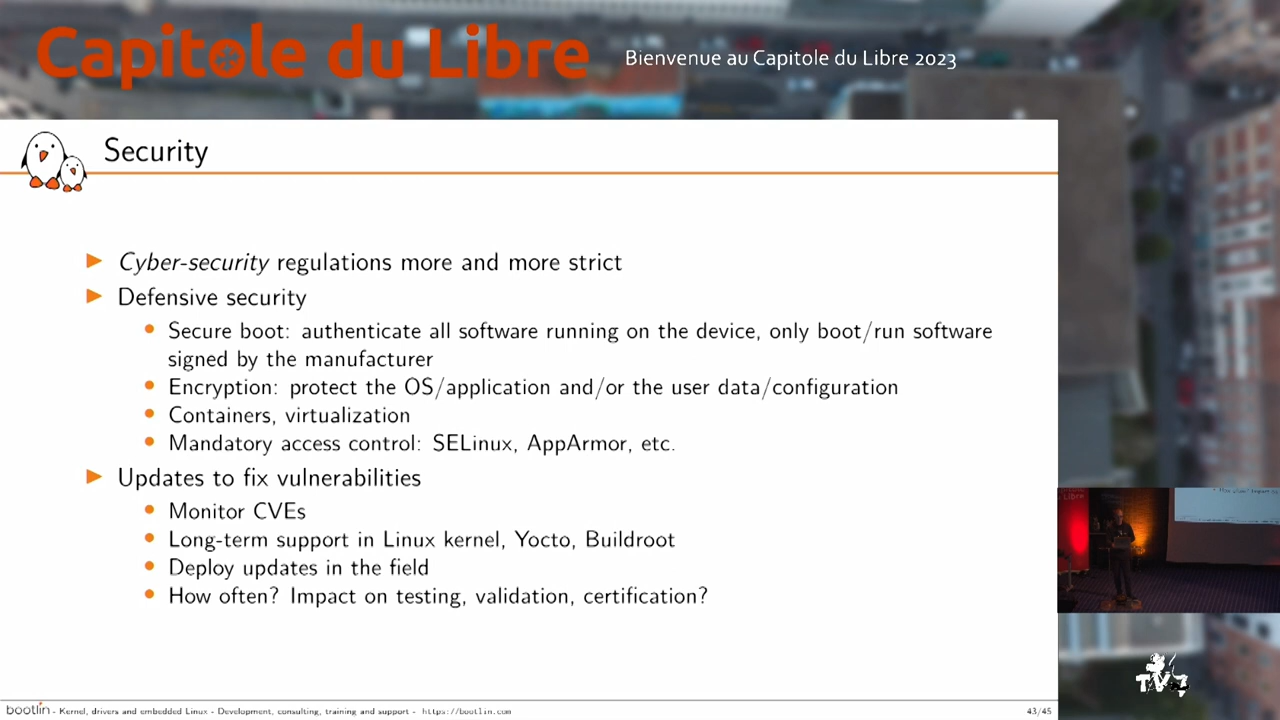 Capitole du Libre
Bienvenue au Capitole du Libre 2023
Security
Cyber-security regulations more and more strict
Defensive security
Secure boot: authenticate all software running on the device, only boot/run software
signed by the manufacturer
Encryption: protect the OS/application and/or the user data/configuration
Containers, virtualization
Mandatory access control: SELinux, AppArmor, etc.
Updates to fix vulnerabilities
Monitor CVEs
Long-term support in Linux kernel, Yocto, Buildroot
Deploy updates in the field
How often? Impact on testing, validation, certification?
bootlin - Kernel, drivers and embedded Linux - Development, consulting, training and support - https://bootlin.com
43/45